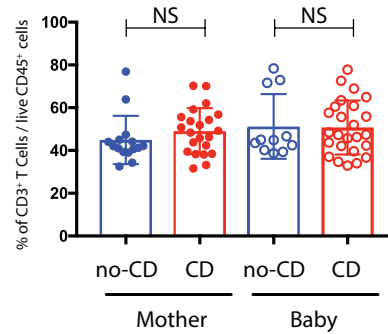 NS NS
% of CD3⁺ T Cells / live CD45⁺ cells
100
80
60
40
20
0
no-CD CD no-CD CD
Mother Baby